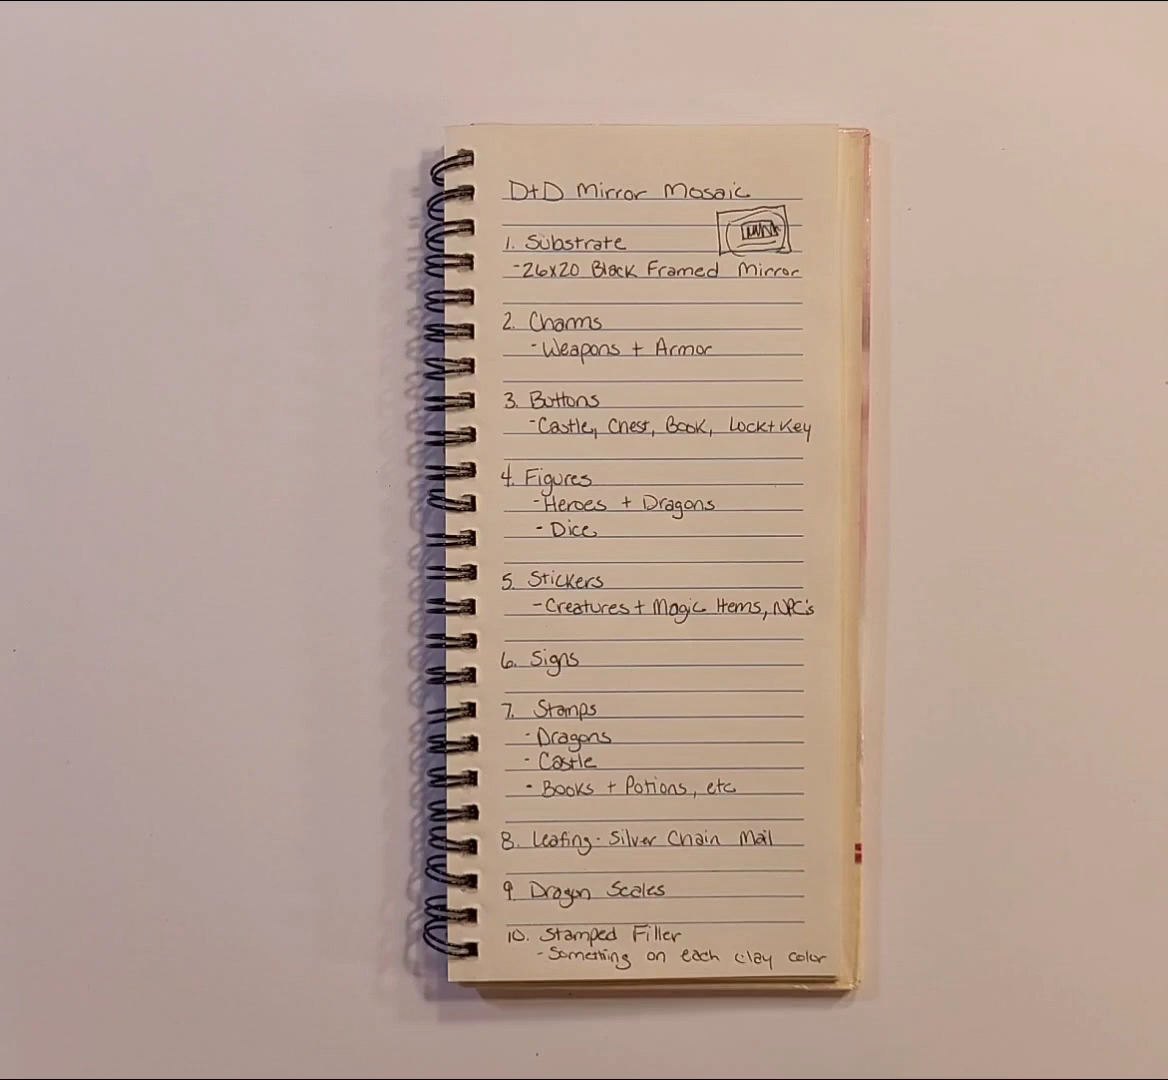 D+D Mirror Mosaic
1. Substrate
-26x20 Black Framed Mirror
2. Charms
-Weapons + Armor
3. Buttons
-Castle, Chest, Book, Lock+Key
4. Figures
-Heroes + Dragons
- Dice
5. Stickers
-Creatures + Magic Items, NPC's
6. Signs
7. Stamps
- Dragons
- Castle
- Books + Potions, etc
8. Leafing - Silver Chain Mail
9. Dragon Scales
10. Stamped Filler
-Something on each clay color